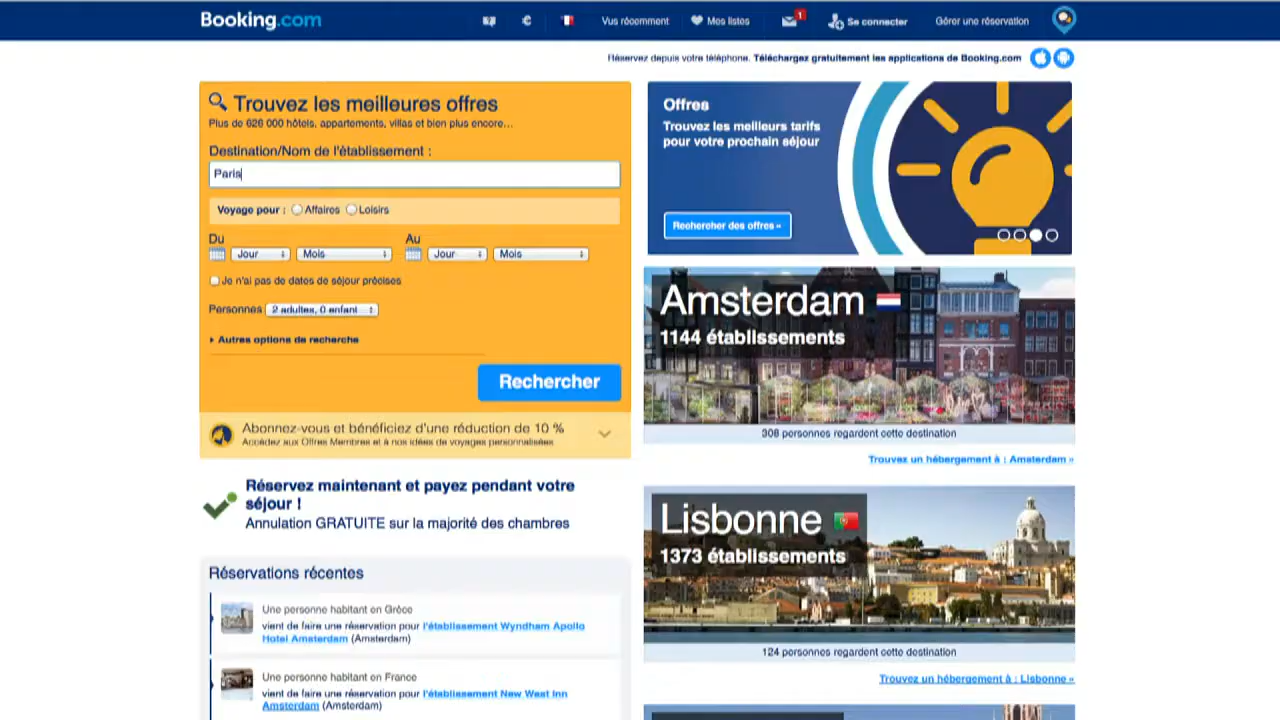 Booking.com
€
Vus récemment
Mes listes
1
Se connecter
Gérer une réservation
Réservez depuis votre téléphone. Téléchargez gratuitement les applications de Booking.com
Trouvez les meilleures offres
Plus de 626 000 hôtels, appartements, villas et bien plus encore...
Destination/Nom de l'établissement :
Paris
Voyage pour : Affaires Loisirs
Du
Au
Jour Mois Jour Mois
Je n'ai pas de dates de séjour précises
Personnes 2 adultes, 0 enfant
Autres options de recherche
Rechercher
Abonnez-vous et bénéficiez d'une réduction de 10 %
Accédez aux Offres Membres et à nos idées de voyages personnalisées
Réservez maintenant et payez pendant votre
séjour !
Annulation GRATUITE sur la majorité des chambres
Réservations récentes
Une personne habitant en Grèce
vient de faire une réservation pour l'établissement Wyndham Apollo
Hotel Amsterdam (Amsterdam)
Une personne habitant en France
vient de faire une réservation pour l'établissement New West Inn
Amsterdam (Amsterdam)
Offres
Trouvez les meilleurs tarifs
pour votre prochain séjour
Rechercher des offres »
Amsterdam
1144 établissements
306 personnes regardent cette destination
Trouvez un hébergement à : Amsterdam »
Lisbonne
1373 établissements
124 personnes regardent cette destination
Trouvez un hébergement à : Lisbonne »